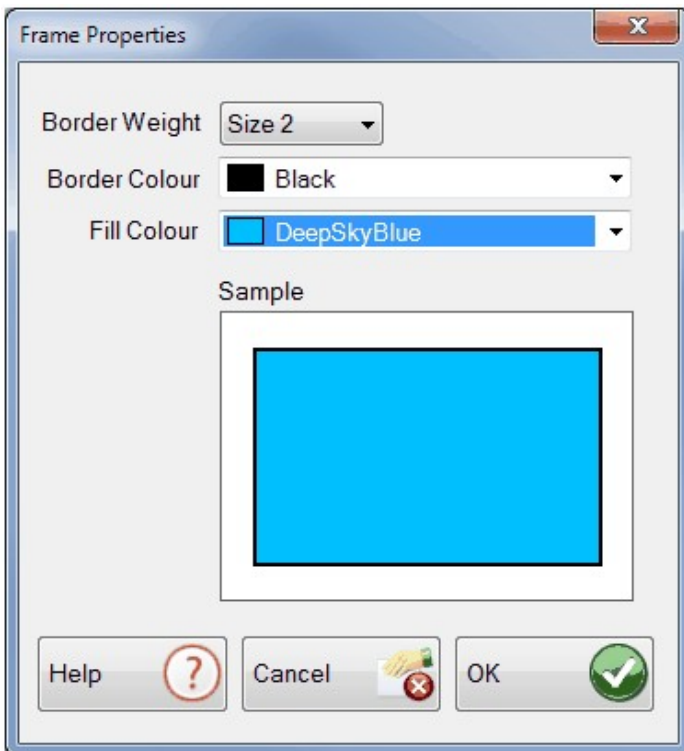 Frame Properties
Border Weight Size 2
Border Colour Black
Fill Colour DeepSkyBlue
Sample
Help ? Cancel OK